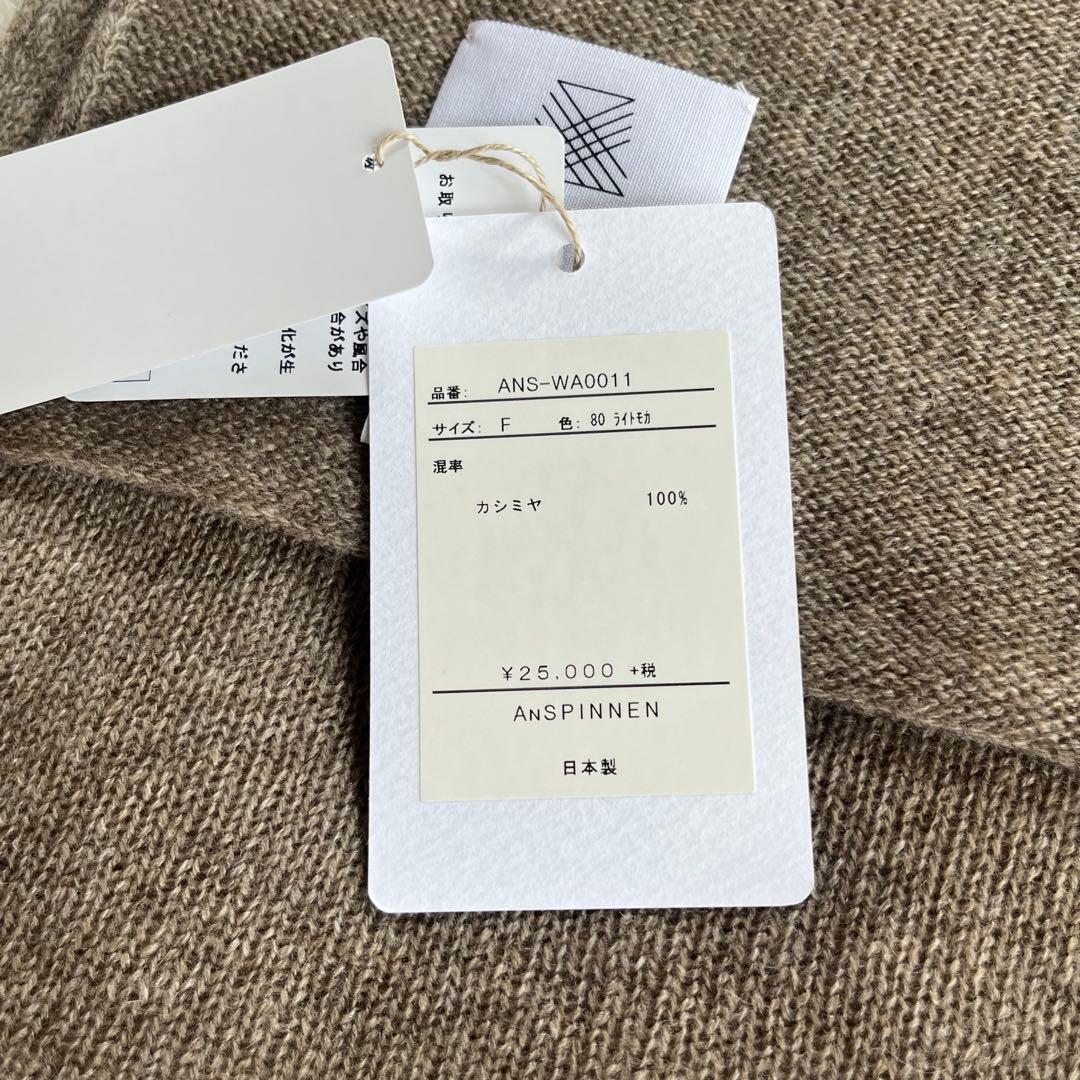 お取
ズや風合
合があり
化が生
ださ
品番: ANS-WA0011
サイズ: F 色: 80 ﾗｲﾄﾓｶ
混率
カシミヤ 100%
¥25,000 +税
ANSPINNEN
日本製